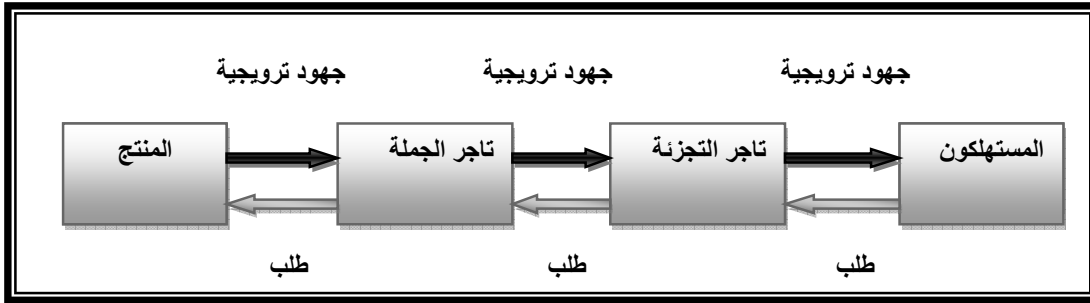 جهود ترويجية
جهود ترويجية
جهود ترويجية
المنتج
تاجر الجملة
تاجر التجزئة
المستهلكون
طلب
طلب
طلب